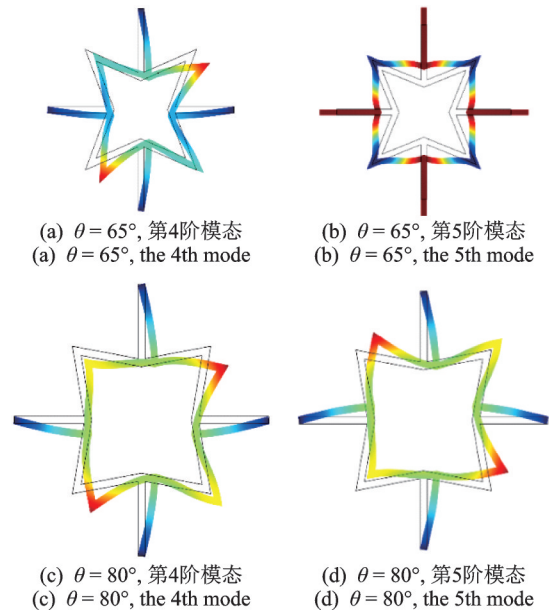 (a) θ = 65°, 第4阶模态
(a) θ = 65°, the 4th mode
(b) θ = 65°, 第5阶模态
(b) θ = 65°, the 5th mode
(c) θ = 80°, 第4阶模态
(c) θ = 80°, the 4th mode
(d) θ = 80°, 第5阶模态
(d) θ = 80°, the 5th mode